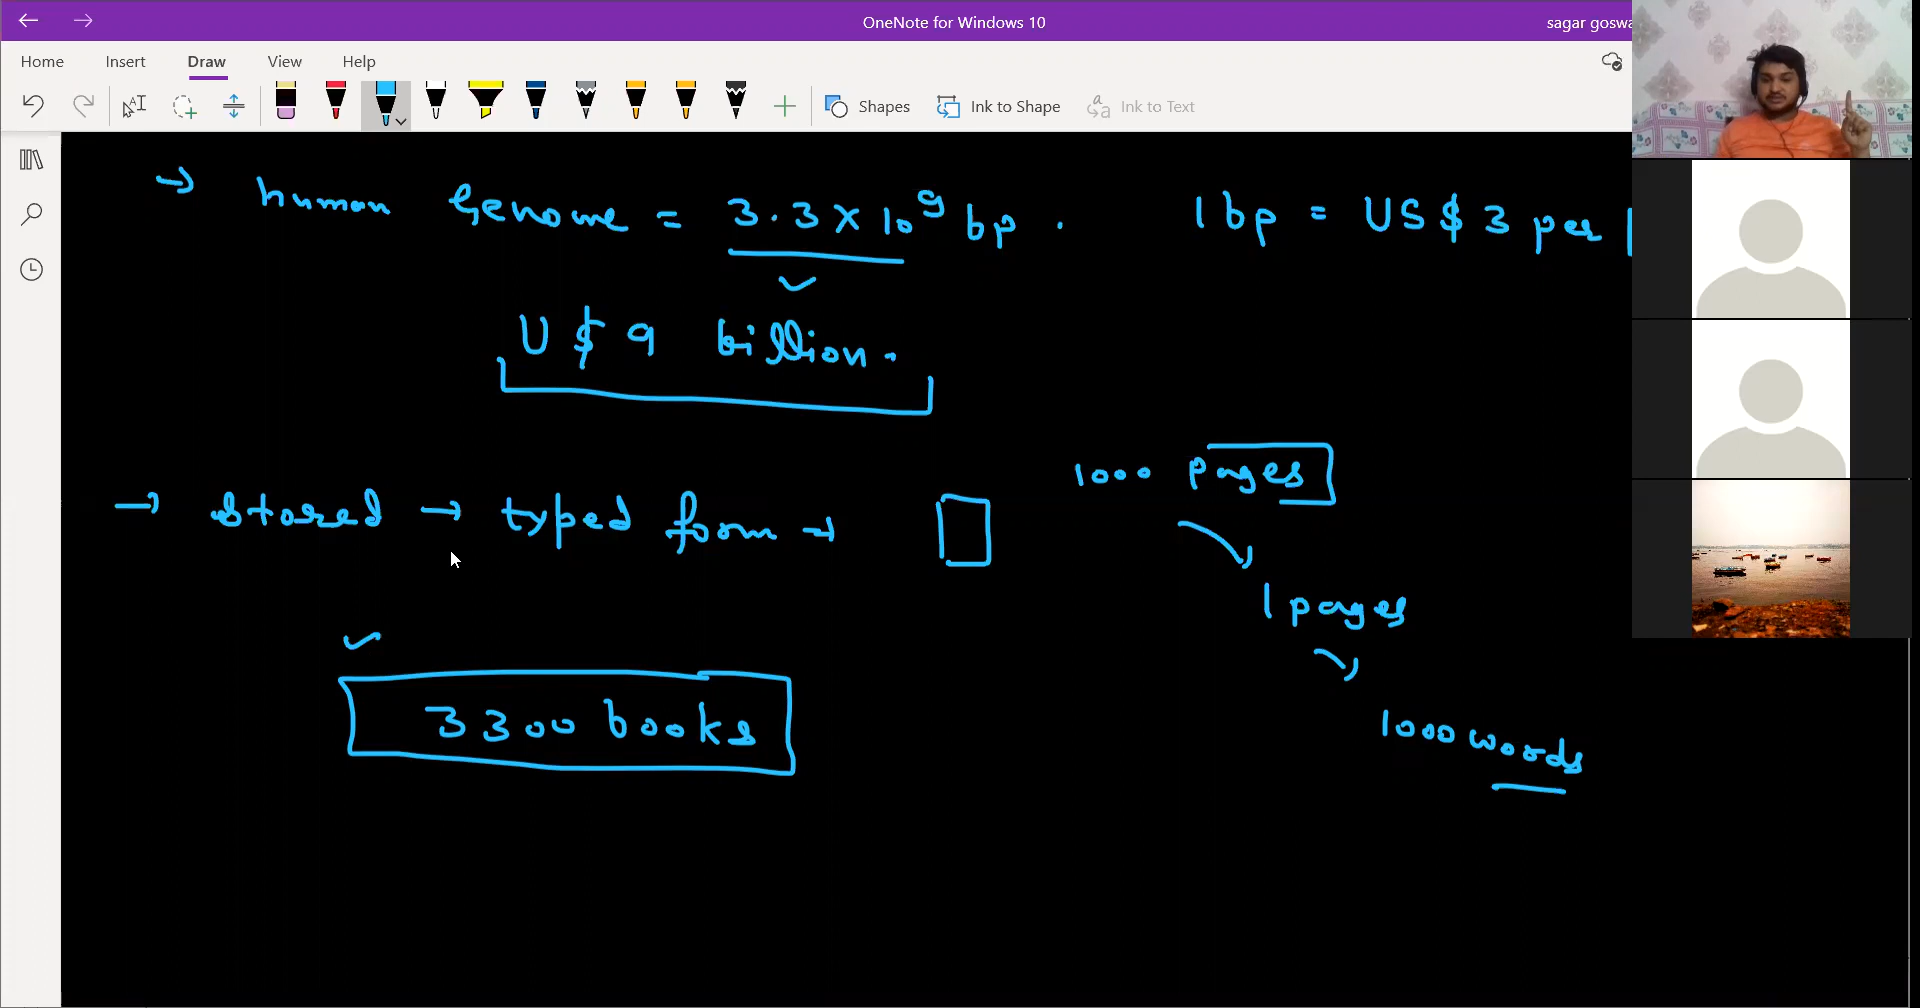 OneNote for Windows 10
sagar goswa
Home Insert Draw View Help
Shapes Ink to Shape Ink to Text
→ human Genome = 3.3 x 10⁹ bp . 1 bp = US $ 3 per
U $ 9 billion.
1000 pages
→ stored → typed form →
1 pages
3300 books
1000 words